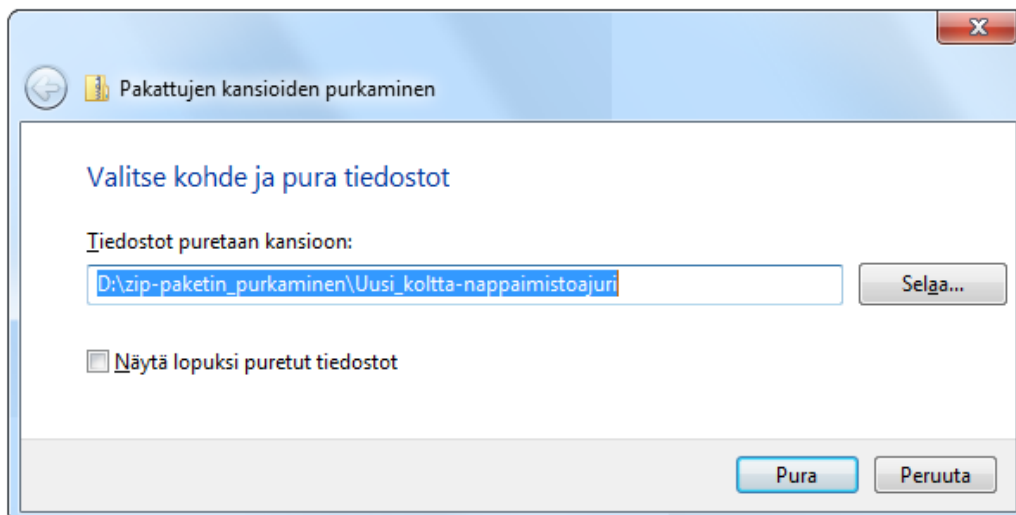 Pakattujen kansioiden purkaminen
Valitse kohde ja pura tiedostot
Tiedostot puretaan kansioon:
D:\zip-paketin_purkaminen\Uusi_koltta-nappaimistoajuri
Selaa...
Näytä lopuksi puretut tiedostot
Pura
Peruuta